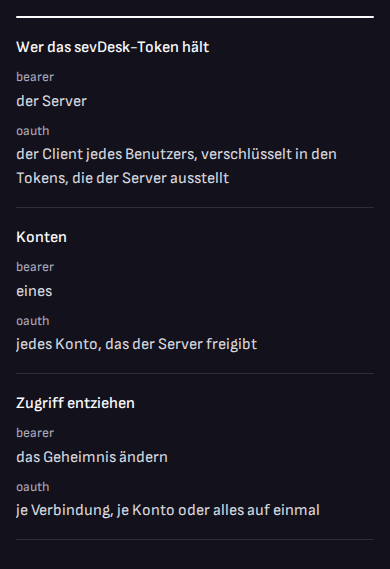 Wer das sevDesk-Token hält
bearer
der Server
oauth
der Client jedes Benutzers, verschlüsselt in den
Tokens, die der Server ausstellt
Konten
bearer
eines
oauth
jedes Konto, das der Server freigibt
Zugriff entziehen
bearer
das Geheimnis ändern
oauth
je Verbindung, je Konto oder alles auf einmal